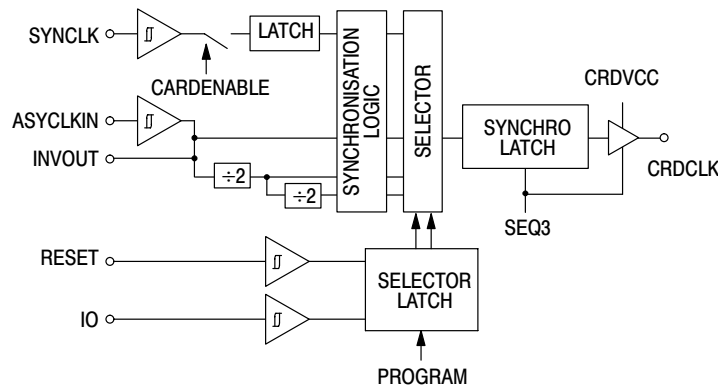 SYNCLK
LATCH
CARDENABLE
ASYCLKIN
INVOUT
÷2
÷2
SYNCHRONISATION
LOGIC
SELECTOR
SYNCHRO
LATCH
CRDVCC
CRDCLK
SEQ3
RESET
IO
SELECTOR
LATCH
PROGRAM